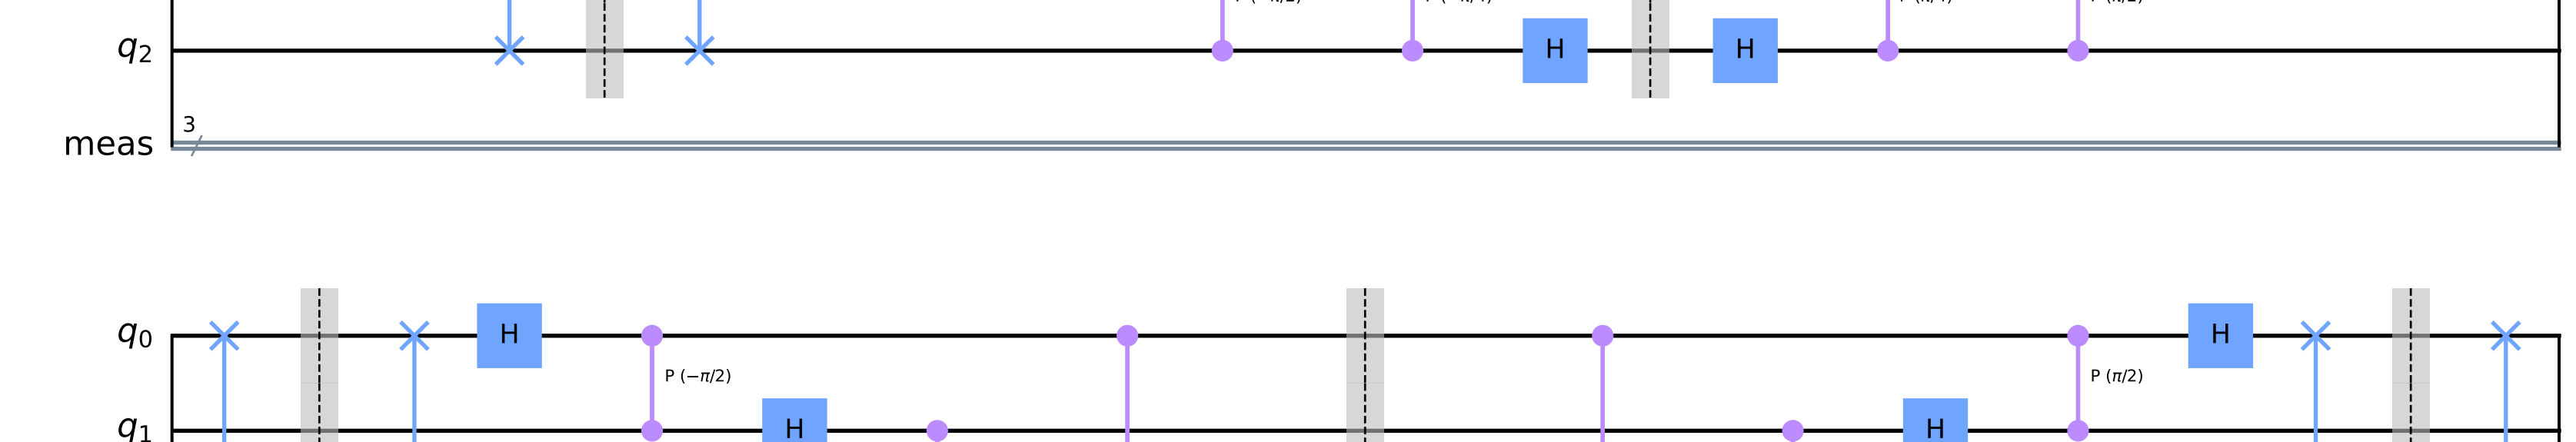 q2 H H
3
meas
q0 H H
P (−π/2) P (π/2)
q1 H H